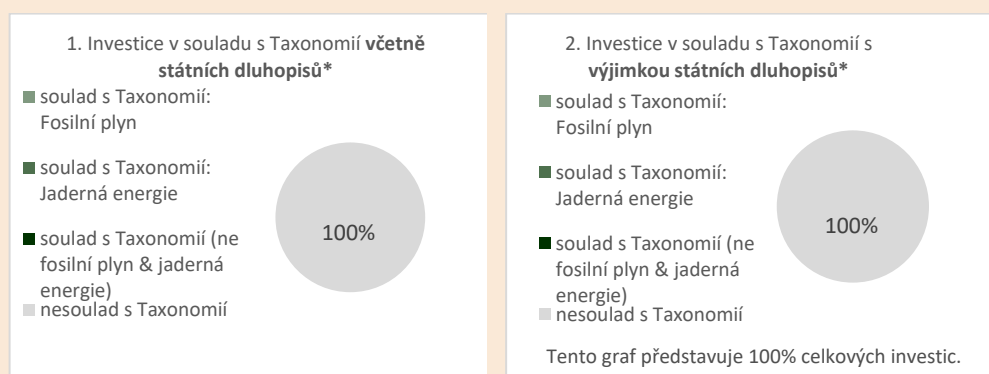 1. Investice v souladu s Taxonomií včetně
státních dluhopisů*
soulad s Taxonomií:
Fosilní plyn
soulad s Taxonomií:
Jaderná energie
soulad s Taxonomií (ne
fosilní plyn & jaderná
energie)
nesoulad s Taxonomií
100%
2. Investice v souladu s Taxonomií s
výjimkou státních dluhopisů*
soulad s Taxonomií:
Fosilní plyn
soulad s Taxonomií:
Jaderná energie
soulad s Taxonomií (ne
fosilní plyn & jaderná
energie)
nesoulad s Taxonomií
100%
Tento graf představuje 100% celkových investic.